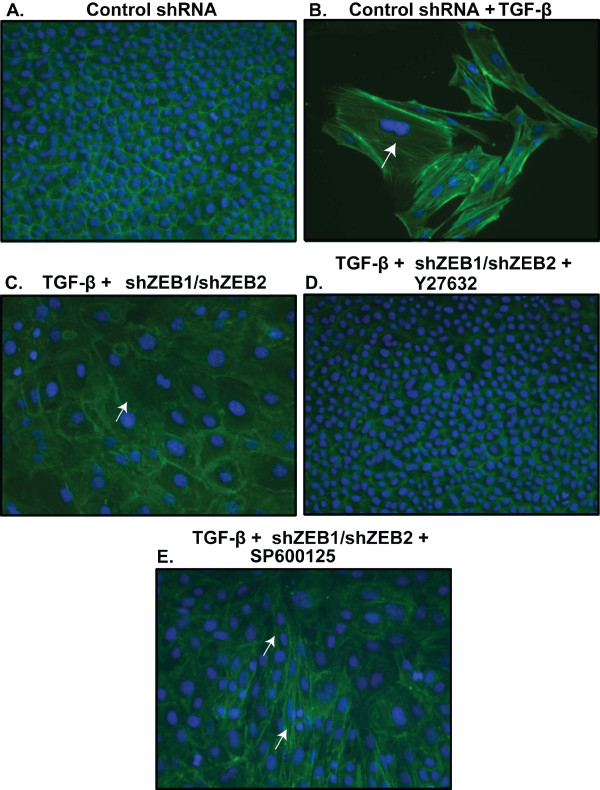 A. Control shRNA
B. Control shRNA + TGF-β
C. TGF-β + shZEB1/shZEB2
D. TGF-β + shZEB1/shZEB2 +
Y27632
TGF-β + shZEB1/shZEB2 +
E. SP600125